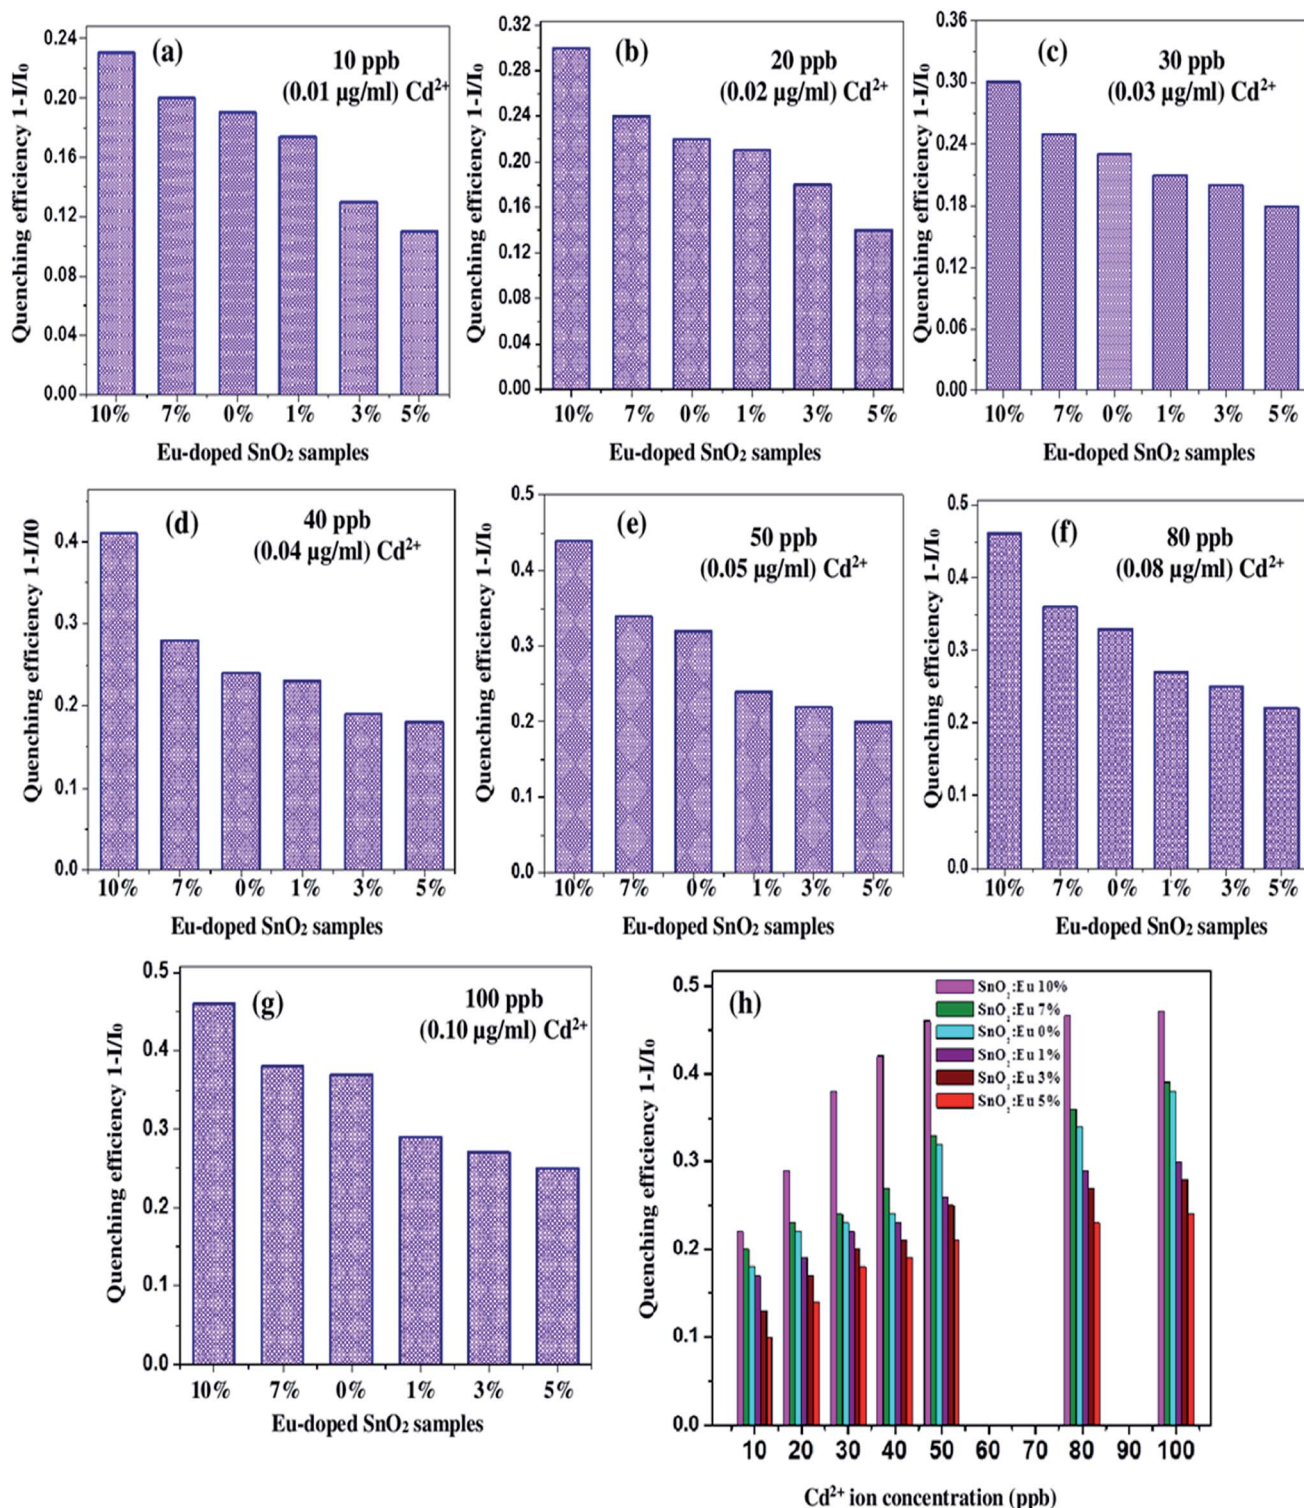 (a)
10 ppb
(0.01 µg/ml) Cd²⁺
Quenching efficiency 1-I/I₀
0.24
0.20
0.16
0.12
0.08
0.04
0.00
10% 7% 0% 1% 3% 5%
Eu-doped SnO₂ samples
(b)
20 ppb
(0.02 µg/ml) Cd²⁺
Quenching efficiency 1-I/I₀
0.32
0.28
0.24
0.20
0.16
0.12
0.08
0.04
0.00
10% 7% 0% 1% 3% 5%
Eu-doped SnO₂ samples
(c)
30 ppb
(0.03 µg/ml) Cd²⁺
Quenching efficiency 1-I/I₀
0.36
0.30
0.24
0.18
0.12
0.06
0.00
10% 7% 0% 1% 3% 5%
Eu-doped SnO₂ samples
(d)
40 ppb
(0.04 µg/ml) Cd²⁺
Quenching efficiency 1-I/I0
0.4
0.3
0.2
0.1
0.0
10% 7% 0% 1% 3% 5%
Eu-doped SnO₂ samples
(e)
50 ppb
(0.05 µg/ml) Cd²⁺
Quenching efficiency 1-I/I₀
0.5
0.4
0.3
0.2
0.1
0.0
10% 7% 0% 1% 3% 5%
Eu-doped SnO₂ samples
(f)
80 ppb
(0.08 µg/ml) Cd²⁺
Quenching efficiency 1-I/I₀
0.5
0.4
0.3
0.2
0.1
0.0
10% 7% 0% 1% 3% 5%
Eu-doped SnO₂ samples
(g)
100 ppb
(0.10 µg/ml) Cd²⁺
Quenching efficiency 1-I/I₀
0.5
0.4
0.3
0.2
0.1
0.0
10% 7% 0% 1% 3% 5%
Eu-doped SnO₂ samples
(h)
SnO₂:Eu 10%
SnO₂:Eu 7%
SnO₂:Eu 0%
SnO₂:Eu 1%
SnO₂:Eu 3%
SnO₂:Eu 5%
Quenching efficiency 1-I/I₀
0.5
0.4
0.3
0.2
0.1
0.0
10 20 30 40 50 60 70 80 90 100
Cd²⁺ ion concentration (ppb)